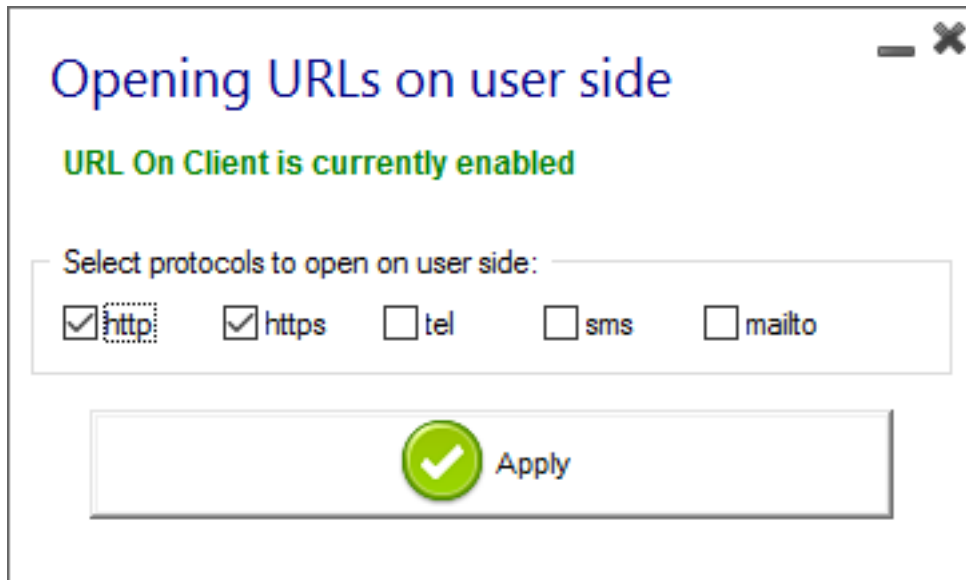 Opening URLs on user side
URL On Client is currently enabled
Select protocols to open on user side:
http https tel sms mailto
Apply